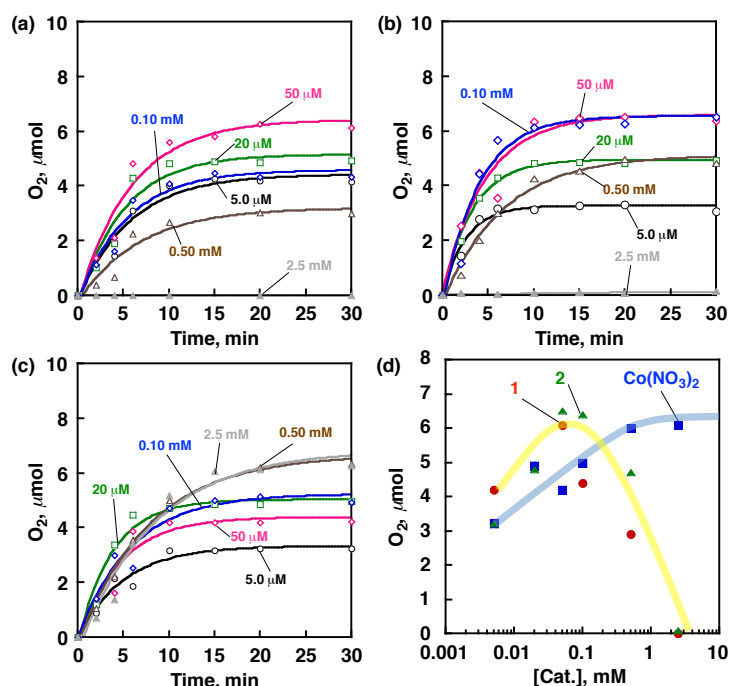 (a)
10
8
6
4
2
0
O2, μmol
0 5 10 15 20 25 30
Time, min
50 μM
0.10 mM
20 μM
5.0 μM
0.50 mM
2.5 mM
(b)
10
8
6
4
2
0
O2, μmol
0 5 10 15 20 25 30
Time, min
50 μM
0.10 mM
20 μM
0.50 mM
5.0 μM
2.5 mM
(c)
10
8
6
4
2
0
O2, μmol
0 5 10 15 20 25 30
Time, min
2.5 mM
0.50 mM
0.10 mM
20 μM
50 μM
5.0 μM
(d)
8
7
6
5
4
3
2
1
0
O2, μmol
0.001 0.01 0.1 1 10
[Cat.], mM
1
2
Co(NO3)2